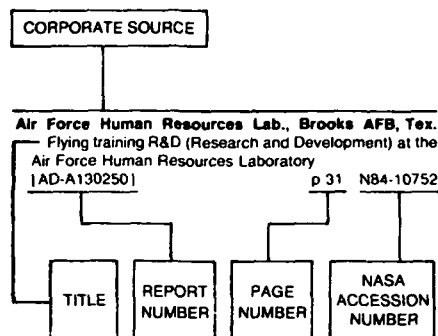 CORPORATE SOURCE
Air Force Human Resources Lab., Brooks AFB, Tex.
Flying training R&D (Research and Development) at the
Air Force Human Resources Laboratory
[AD-A130250] p 31 N84-10752
TITLE
REPORT
NUMBER
PAGE
NUMBER
NASA
ACCESSION
NUMBER